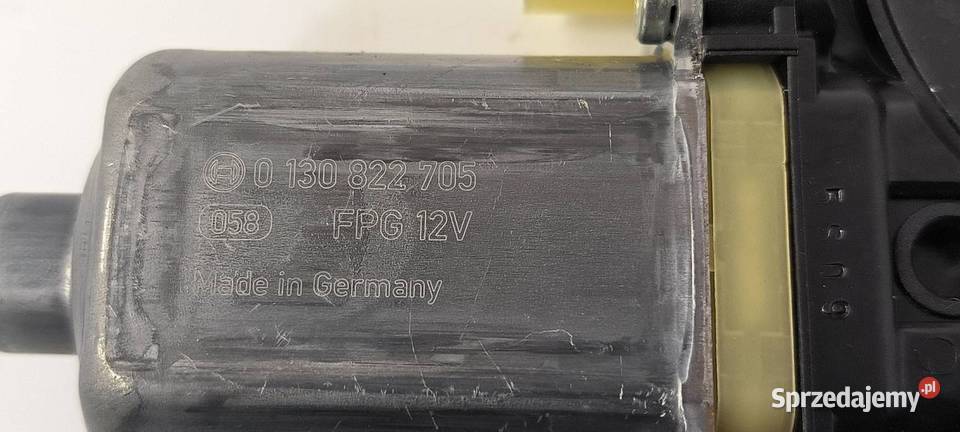 0 130 822 705
058 FPG 12V
Made in Germany
Sprzedajemy.pl